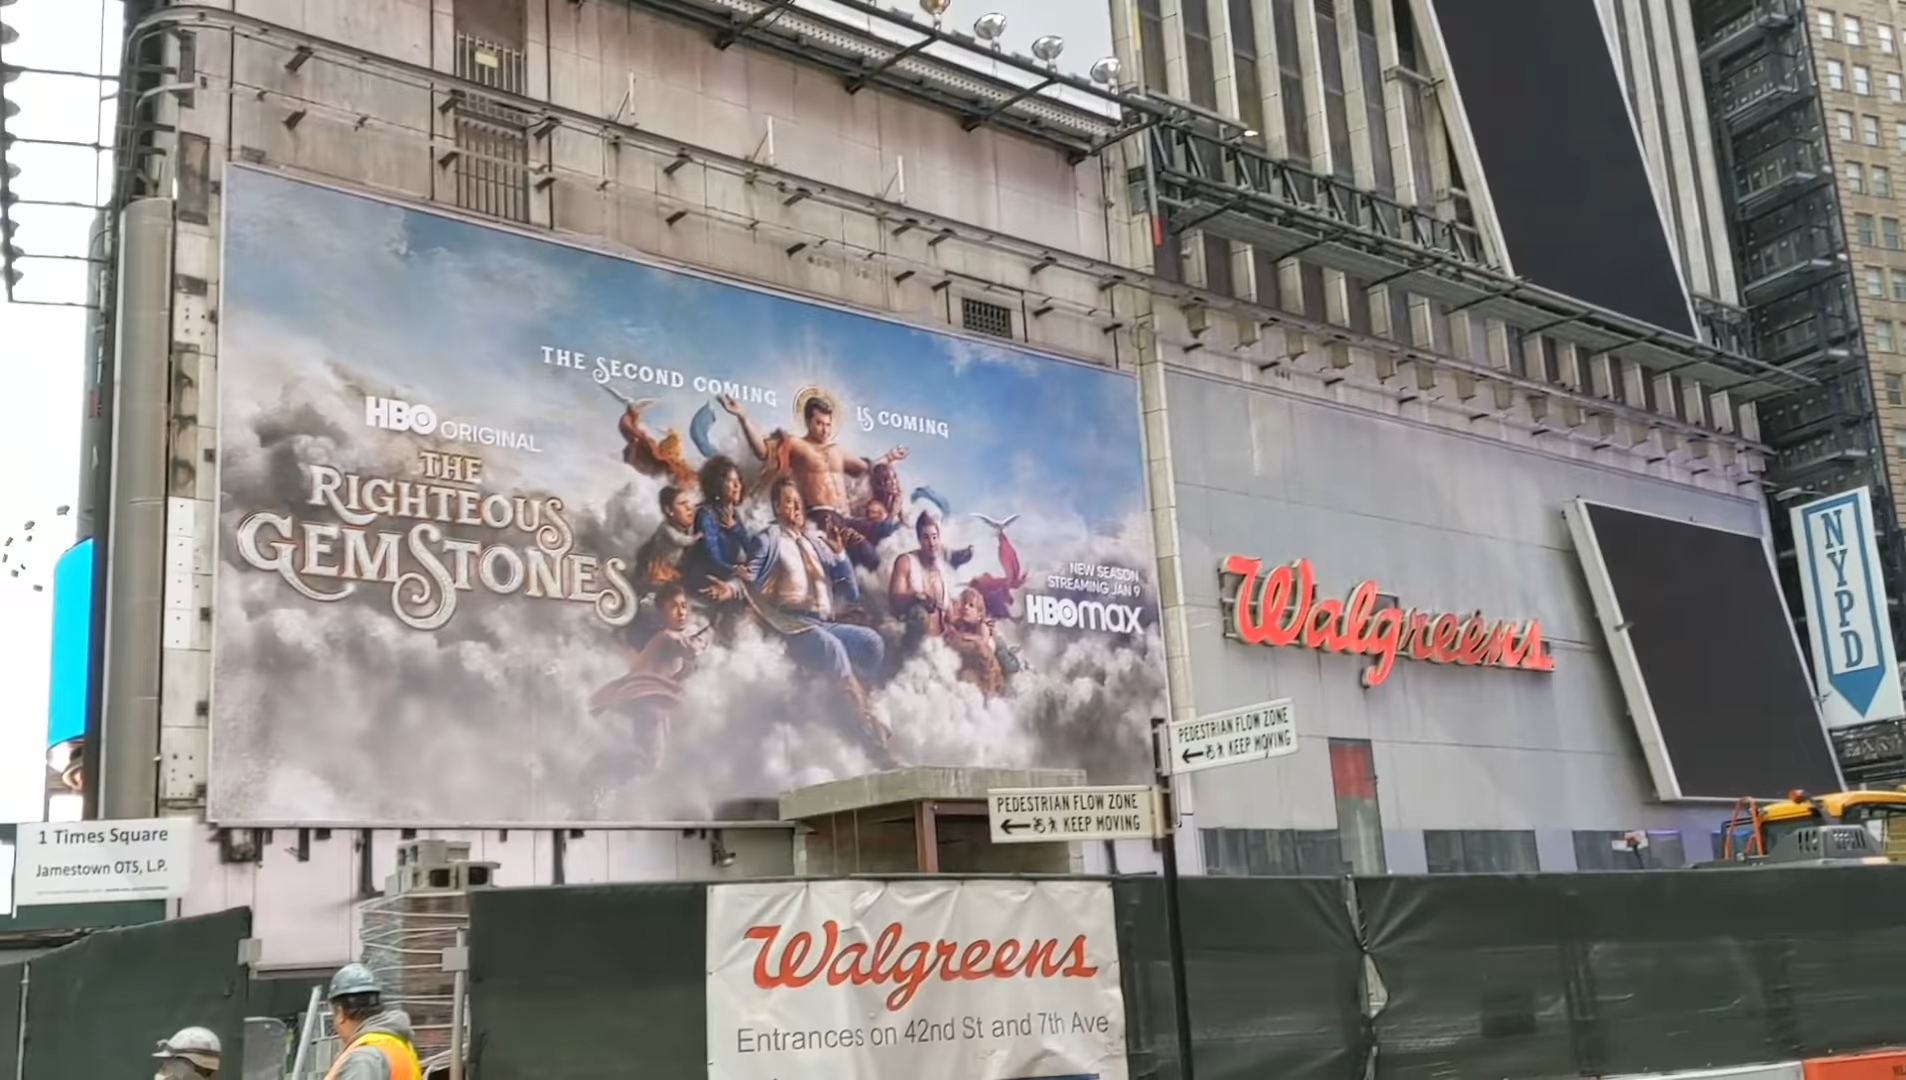 THE SECOND COMING IS COMING
HBO ORIGINAL
THE
RIGHTEOUS
GEMSTONES
NEW SEASON
STREAMING JAN 9
HBOmax
Walgreens
NYPD
PEDESTRIAN FLOW ZONE
KEEP MOVING
PEDESTRIAN FLOW ZONE
KEEP MOVING
1 Times Square
Jamestown OTS, L.P.
Walgreens
Entrances on 42nd St and 7th Ave